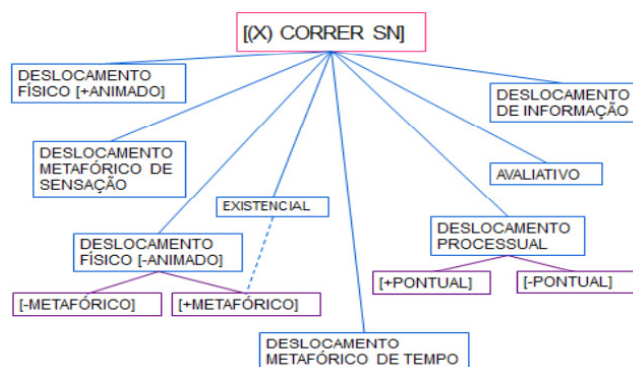 [(X) CORRER SN]
DESLOCAMENTO
FÍSICO [+ANIMADO]
DESLOCAMENTO
DE INFORMAÇÃO
DESLOCAMENTO
METAFÓRICO DE
SENSAÇÃO
AVALIATIVO
EXISTENCIAL
DESLOCAMENTO
FÍSICO [-ANIMADO]
DESLOCAMENTO
PROCESSUAL
[-METAFÓRICO]
[+METAFÓRICO]
[+PONTUAL]
[-PONTUAL]
DESLOCAMENTO
METAFÓRICO DE TEMPO